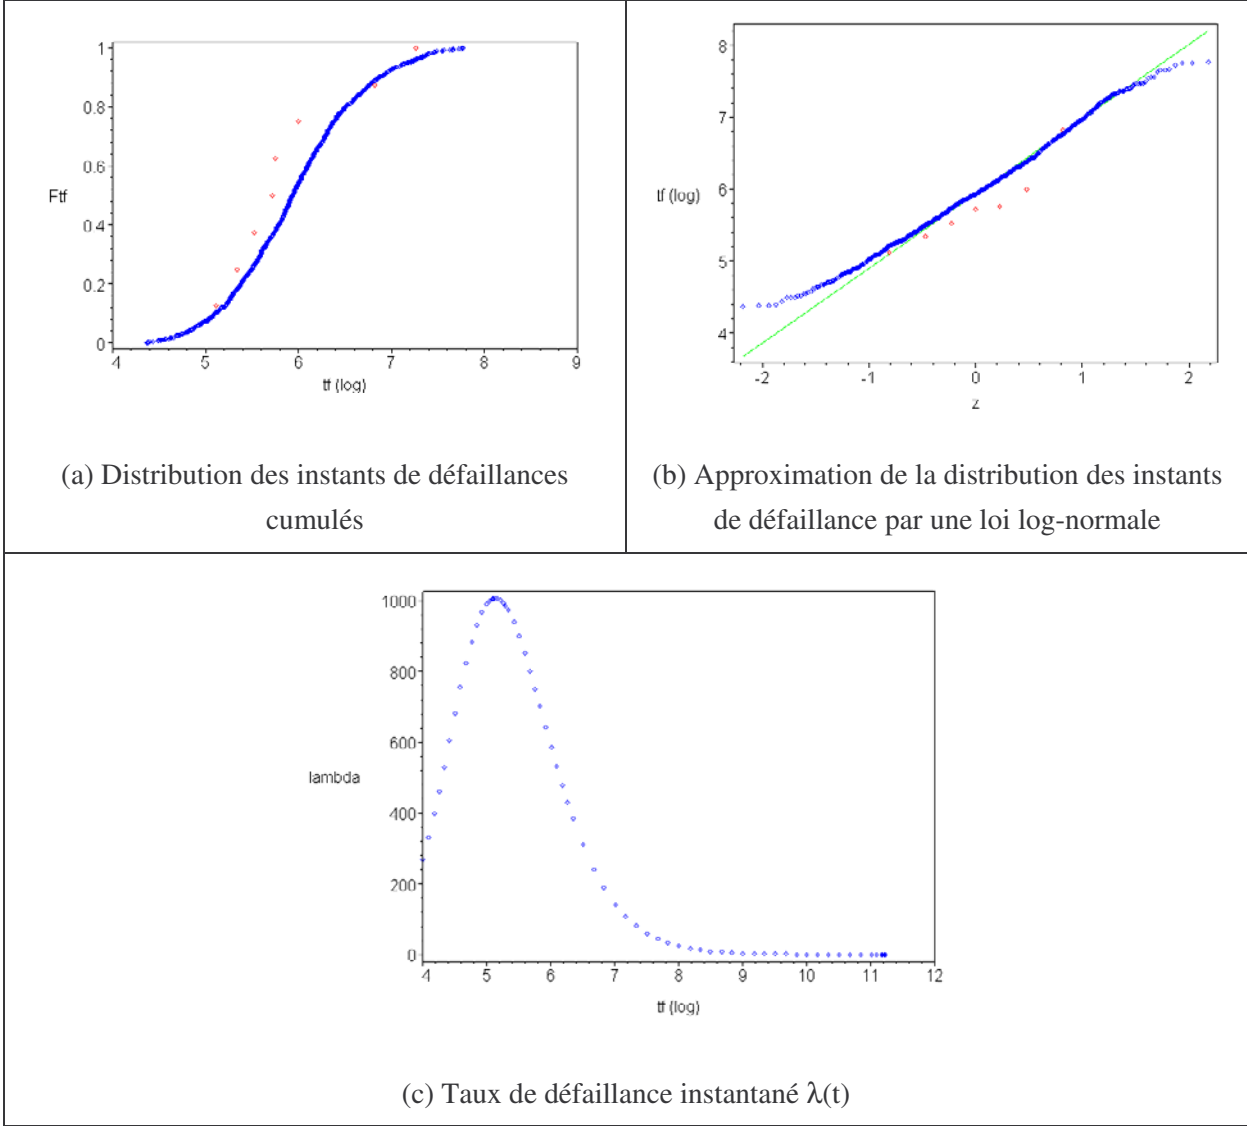 1
0.8
0.6
Ftf
0.4
0.2
0
4 5 6 7 8 9
tf (log)
(a) Distribution des instants de défaillances
cumulés
8
7
tf (log) 6
5
4
-2 -1 0 1 2
z
(b) Approximation de la distribution des instants
de défaillance par une loi log-normale
1000
800
600
lambda
400
200
0
4 5 6 7 8 9 10 11 12
tf (log)
(c) Taux de défaillance instantané λ(t)